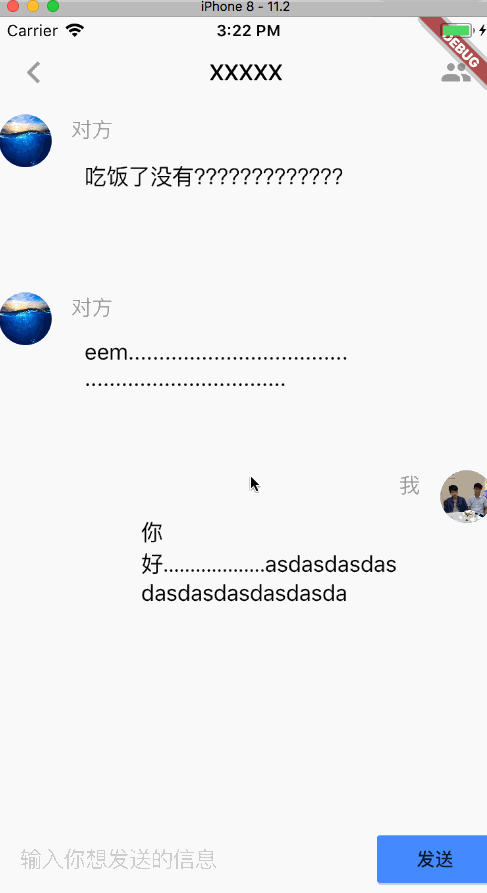 iPhone 8 - 11.2
Carrier 3:22 PM
DEBUG
XXXXX
对方
吃饭了没有?????????????
对方
eem....................................
.................................
我
你
好...................asdasdasdas
dasdasdasdasdasda
输入你想发送的信息 发送